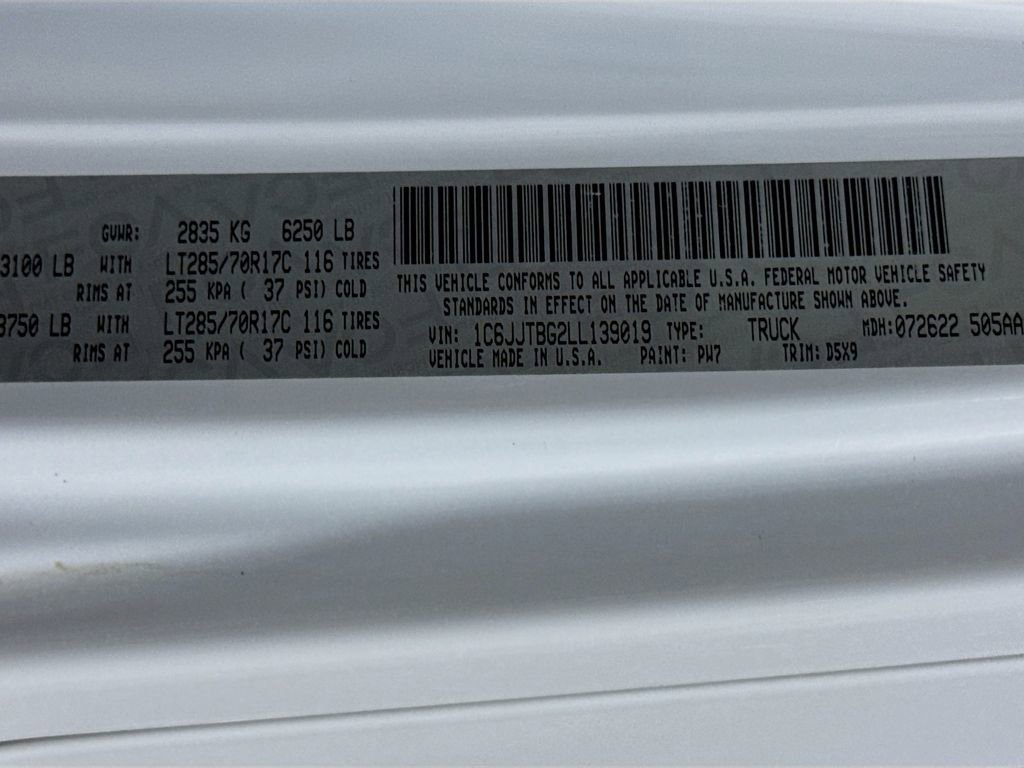 GVWR: 2835 KG 6250 LB
3100 LB WITH LT285/70R17C 116 TIRES
RIMS AT 255 KPA ( 37 PSI) COLD
3750 LB WITH LT285/70R17C 116 TIRES
RIMS AT 255 KPA ( 37 PSI) COLD
THIS VEHICLE CONFORMS TO ALL APPLICABLE U.S.A. FEDERAL MOTOR VEHICLE SAFETY
STANDARDS IN EFFECT ON THE DATE OF MANUFACTURE SHOWN ABOVE.
VIN: 1C6JJTBG2LL139019 TYPE: TRUCK MDH:072622 505AA
VEHICLE MADE IN U.S.A. PAINT: PW7 TRIM: D5X9